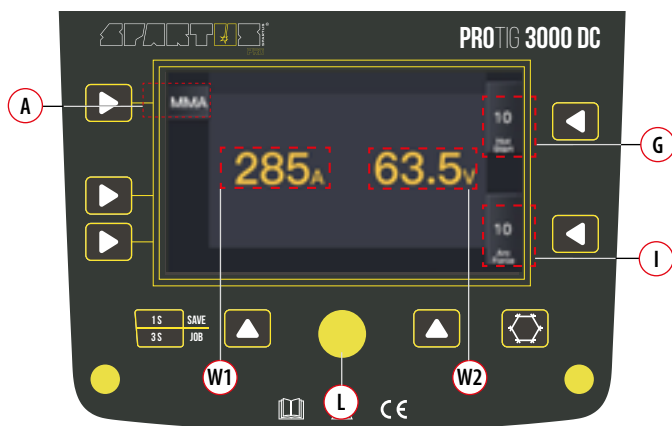 SPARTUS®
PRO
PROTIG 3000 DC
A
MMA
10
Hot
Start
G
285A
63.5V
10
Arc
Force
I
1 S SAVE
3 S JOB
W1
L
W2
CE